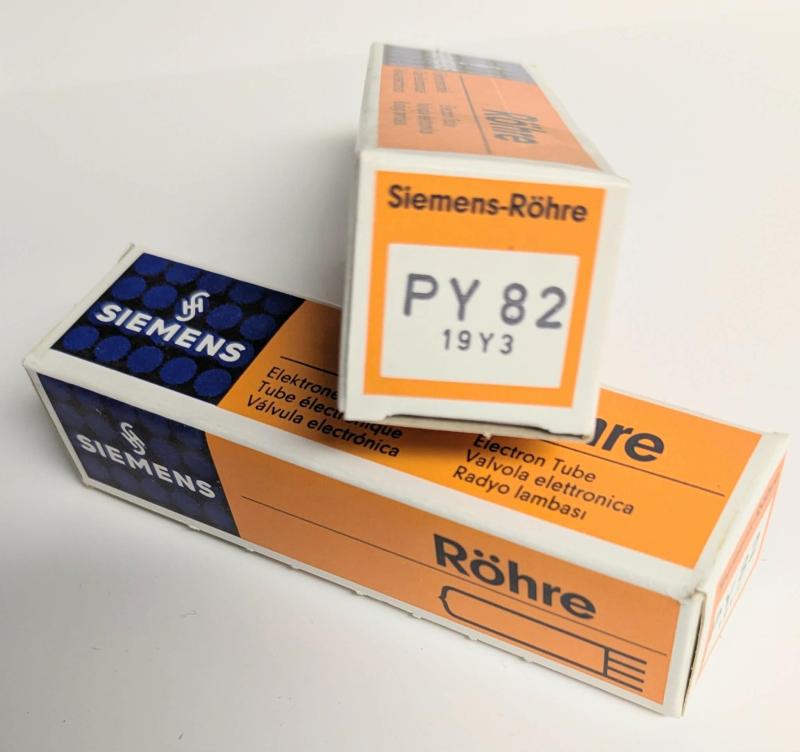 Röhre
Siemens-Röhre
PY 82
19Y3
SIEMENS
Tube électronique
Válvula electrónica
Electron Tube
Valvola elettronica
Radyo lambası
SIEMENS
Röhre